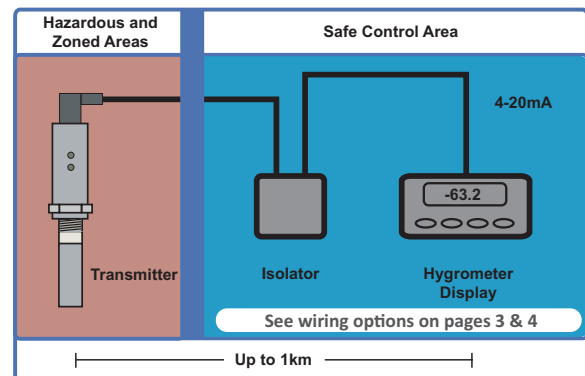 Hazardous and
Zoned Areas
Safe Control Area
4-20mA
-63.2
Transmitter
Isolator
Hygrometer
Display
See wiring options on pages 3 & 4
Up to 1km